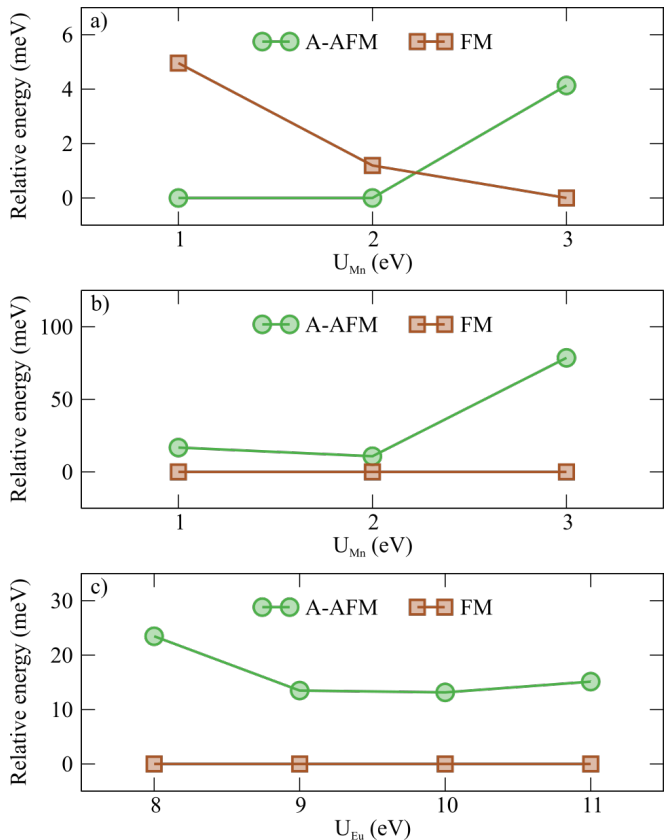 a)
A-AFM FM
Relative energy (meV)
6
4
2
0
1 2 3
U_Mn (eV)
b)
A-AFM FM
Relative energy (meV)
100
50
0
1 2 3
U_Mn (eV)
c)
A-AFM FM
Relative energy (meV)
30
20
10
0
8 9 10 11
U_Eu (eV)